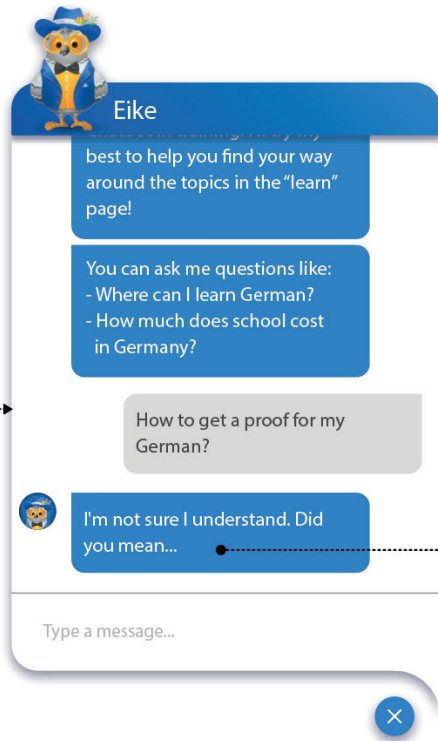 Eike
best to help you find your way
around the topics in the “learn”
page!
You can ask me questions like:
- Where can I learn German?
- How much does school cost
in Germany?
How to get a proof for my
German?
I'm not sure I understand. Did
you mean...
Type a message...